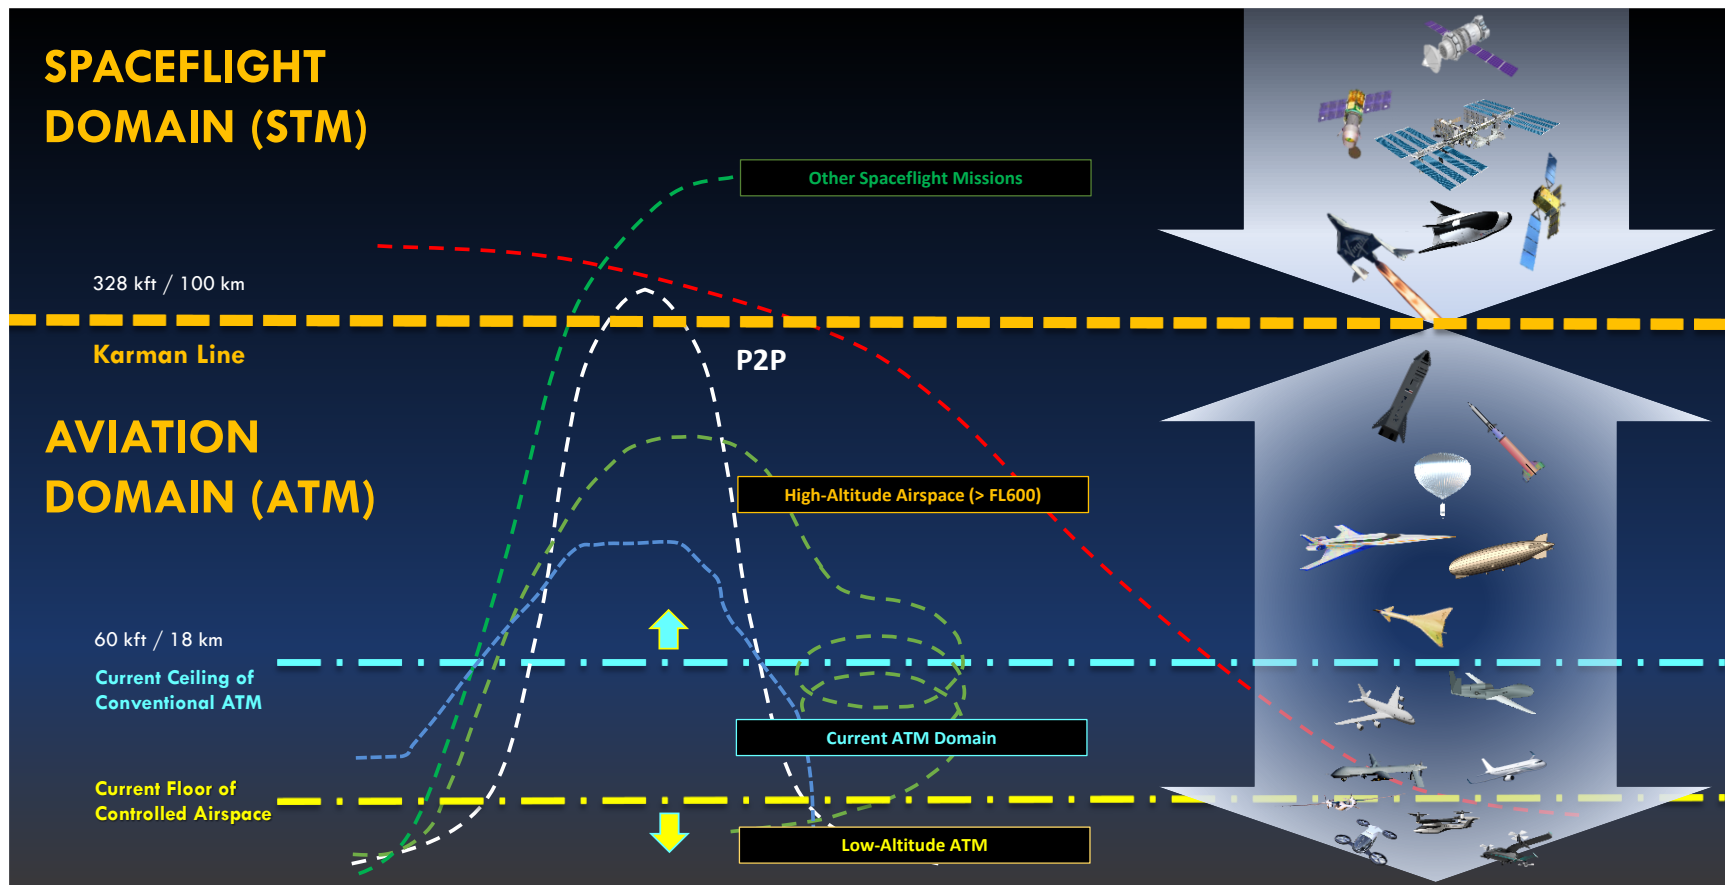 SPACEFLIGHT
DOMAIN (STM)
Other Spaceflight Missions
328 kft / 100 km
Karman Line
P2P
AVIATION
DOMAIN (ATM)
High-Altitude Airspace (> FL600)
60 kft / 18 km
Current Ceiling of
Conventional ATM
Current ATM Domain
Current Floor of
Controlled Airspace
Low-Altitude ATM